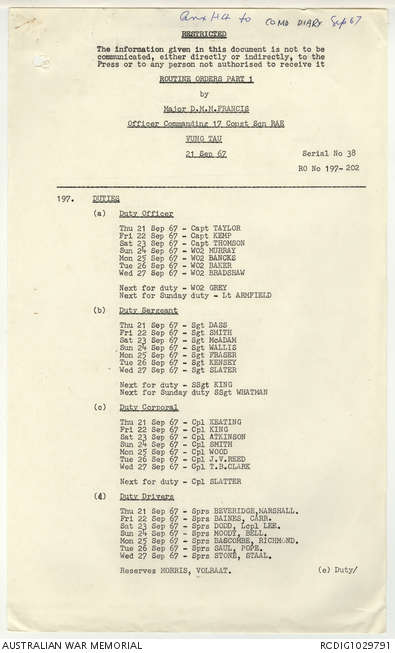 Anx H4 to COMD DIARY Sep 67
RESTRICTED
The information given in this document is not to be
communicated, either directly or indirectly, to the
Press or to any person not authorised to receive it
ROUTINE ORDERS PART 1
by
Major D.M.M.FRANCIS
Officer Commanding 17 Const Sqn RAE
VUNG TAU
21 Sep 67
Serial No 38
RO No 197-202
197. DUTIES
(a) Duty Officer
Thu 21 Sep 67 - Capt TAYLOR
Fri 22 Sep 67 - Capt KEMP
Sat 23 Sep 67 - Capt THOMSON
Sun 24 Sep 67 - WO2 MURRAY
Mon 25 Sep 67 - WO2 BANCKS
Tue 26 Sep 67 - WO2 BAKER
Wed 27 Sep 67 - WO2 BRADSHAW
Next for duty - WO2 GREY
Next for Sunday duty - Lt ARMFIELD
(b) Duty Sergeant
Thu 21 Sep 67 - Sgt DASS
Fri 22 Sep 67 - Sgt SMITH
Sat 23 Sep 67 - Sgt McADAM
Sun 24 Sep 67 - Sgt WALLIS
Mon 25 Sep 67 - Sgt FRASER
Tue 26 Sep 67 - Sgt KENSEY
Wed 27 Sep 67 - Sgt SLATER
Next for duty - SSgt KING
Next for Sunday duty SSgt WHATMAN
(c) Duty Corporal
Thu 21 Sep 67 - Cpl KEATING
Fri 22 Sep 67 - Cpl KING
Sat 23 Sep 67 - Cpl ATKINSON
Sun 24 Sep 67 - Cpl SMITH
Mon 25 Sep 67 - Cpl WOOD
Tue 26 Sep 67 - Cpl J.V.REED
Wed 27 Sep 67 - Cpl T.B.CLARK
Next for duty - Cpl SLATTER
(d) Duty Drivers
Thu 21 Sep 67 - Sprs BEVERIDGE,MARSHALL.
Fri 22 Sep 67 - Sprs BAINES, CARR.
Sat 23 Sep 67 - Sprs DODD, Lcpl LEE.
Sun 24 Sep 67 - Sprs MOODY, BELL.
Mon 25 Sep 67 - Sprs BASCOMBE, RICHMOND.
Tue 26 Sep 67 - Sprs SAUL, POPE.
Wed 27 Sep 67 - Sprs STONE, STAAL.
Reserves MORRIS, VOLRAAT.
(e) Duty/
AUSTRALIAN WAR MEMORIAL
RCDIG1029791